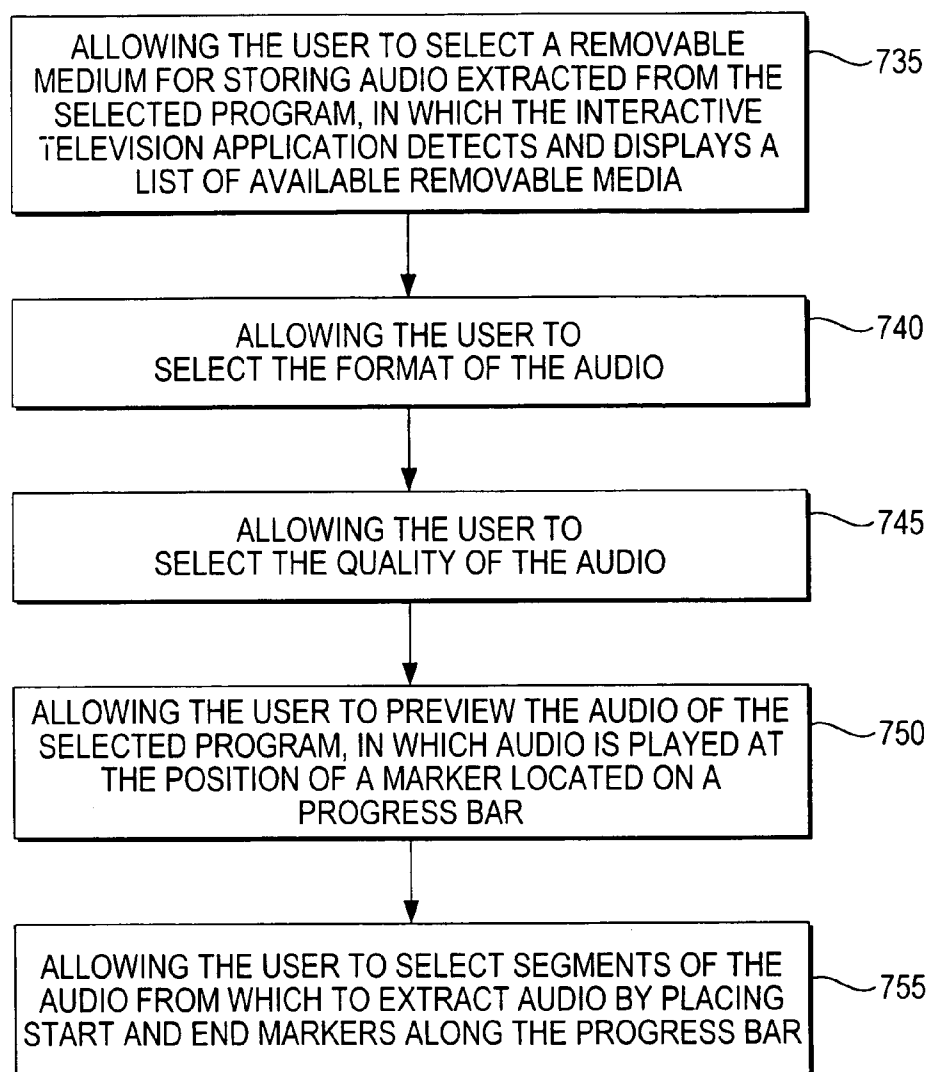 ALLOWING THE USER TO SELECT A REMOVABLE
MEDIUM FOR STORING AUDIO EXTRACTED FROM THE
SELECTED PROGRAM, IN WHICH THE INTERACTIVE
TELEVISION APPLICATION DETECTS AND DISPLAYS A
LIST OF AVAILABLE REMOVABLE MEDIA
735
ALLOWING THE USER TO
SELECT THE FORMAT OF THE AUDIO
740
ALLOWING THE USER TO
SELECT THE QUALITY OF THE AUDIO
745
ALLOWING THE USER TO PREVIEW THE AUDIO OF THE
SELECTED PROGRAM, IN WHICH AUDIO IS PLAYED AT
THE POSITION OF A MARKER LOCATED ON A
PROGRESS BAR
750
ALLOWING THE USER TO SELECT SEGMENTS OF THE
AUDIO FROM WHICH TO EXTRACT AUDIO BY PLACING
START AND END MARKERS ALONG THE PROGRESS BAR
755